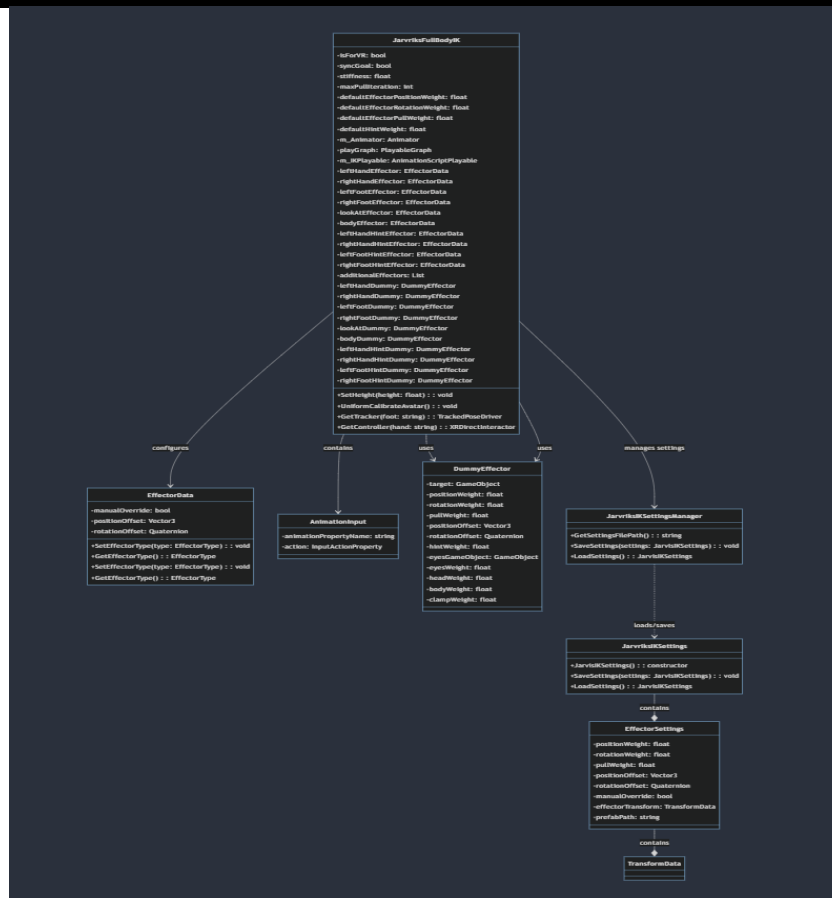 JarvriksFullBodyIK
-isForVR: bool
-syncGoal: bool
-stiffness: float
-maxPullIteration: int
-defaultEffectorPositionWeight: float
-defaultEffectorRotationWeight: float
-defaultEffectorPullWeight: float
-defaultHintWeight: float
-m_Animator: Animator
-playGraph: PlayableGraph
-m_IKPlayable: AnimationScriptPlayable
-leftHandEffector: EffectorData
-rightHandEffector: EffectorData
-leftFootEffector: EffectorData
-rightFootEffector: EffectorData
-lookAtEffector: EffectorData
-bodyEffector: EffectorData
-leftHandHintEffector: EffectorData
-rightHandHintEffector: EffectorData
-leftFootHintEffector: EffectorData
-rightFootHintEffector: EffectorData
-additionalEffectors: List
-leftHandDummy: DummyEffector
-rightHandDummy: DummyEffector
-leftFootDummy: DummyEffector
-rightFootDummy: DummyEffector
-lookAtDummy: DummyEffector
-bodyDummy: DummyEffector
-leftHandHintDummy: DummyEffector
-rightHandHintDummy: DummyEffector
-leftFootHintDummy: DummyEffector
-rightFootHintDummy: DummyEffector
+SetHeight(height: float) : : void
+UniformCalibrateAvatar() : : void
+GetTracker(foot: string) : : TrackedPoseDriver
+GetController(hand: string) : : XRDirectInteractor
configures
contains
uses
uses
manages settings
EffectorData
-manualOverride: bool
-positionOffset: Vector3
-rotationOffset: Quaternion
+SetEffectorType(type: EffectorType) : : void
+GetEffectorType() : : EffectorType
+SetEffectorType(type: EffectorType) : : void
+GetEffectorType() : : EffectorType
AnimationInput
-animationPropertyName: string
-action: InputActionProperty
DummyEffector
-target: GameObject
-positionWeight: float
-rotationWeight: float
-pullWeight: float
-positionOffset: Vector3
-rotationOffset: Quaternion
-hintWeight: float
-eyesGameObject: GameObject
-eyesWeight: float
-headWeight: float
-bodyWeight: float
-clampWeight: float
JarvriksIKSettingsManager
+GetSettingsFilePath() : : string
+SaveSettings(settings: JarvisIKSettings) : : void
+LoadSettings() : : JarvisIKSettings
loads/saves
JarvriksIKSettings
+JarvisIKSettings() : : constructor
+SaveSettings(settings: JarvisIKSettings) : : void
+LoadSettings() : : JarvisIKSettings
contains
EffectorSettings
-positionWeight: float
-rotationWeight: float
-pullWeight: float
-positionOffset: Vector3
-rotationOffset: Quaternion
-manualOverride: bool
-effectorTransform: TransformData
-prefabPath: string
contains
TransformData